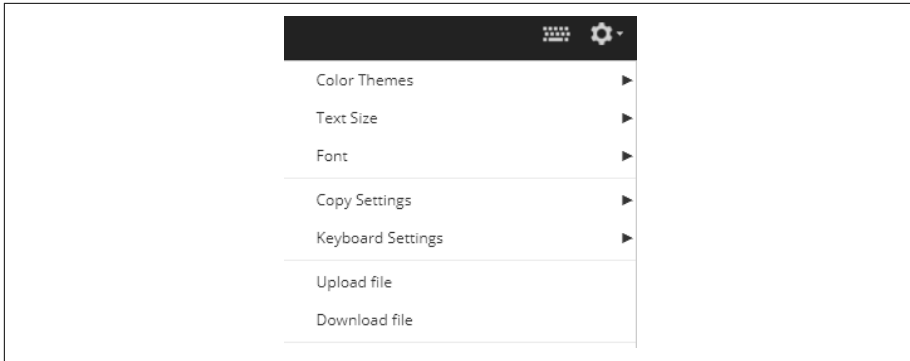 Color Themes
Text Size
Font
Copy Settings
Keyboard Settings
Upload file
Download file